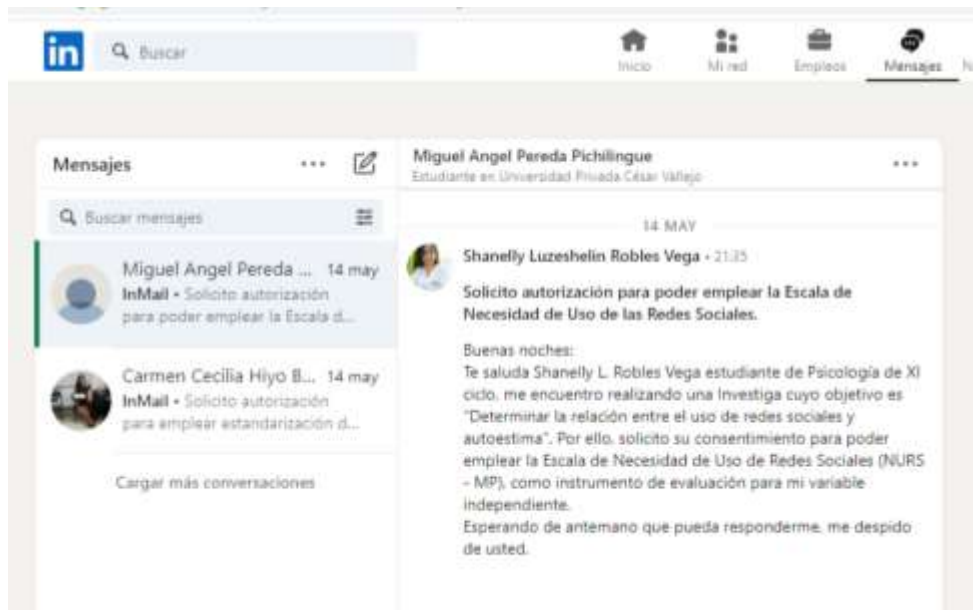 in
Buscar
Inicio
Mi red
Empleos
Mensajes
Mensajes
Buscar mensajes
Miguel Angel Pereda ... 14 may
InMail • Solicito autorización
para poder emplear la Escala d...
Carmen Cecilia Hiyo B... 14 may
InMail • Solicito autorización
para emplear estandarización d...
Cargar más conversaciones
Miguel Angel Pereda Pichilingue
Estudiante en Universidad Privada César Vallejo
14 MAY
Shanelly Luzeshelin Robles Vega • 21:35
Solicito autorización para poder emplear la Escala de
Necesidad de Uso de las Redes Sociales.
Buenas noches:
Te saluda Shanelly L. Robles Vega estudiante de Psicología de XI
ciclo, me encuentro realizando una Investiga cuyo objetivo es
"Determinar la relación entre el uso de redes sociales y
autoestima". Por ello, solicito su consentimiento para poder
emplear la Escala de Necesidad de Uso de Redes Sociales (NURS
- MP), como instrumento de evaluación para mi variable
independiente.
Esperando de antemano que pueda responderme, me despido
de usted.